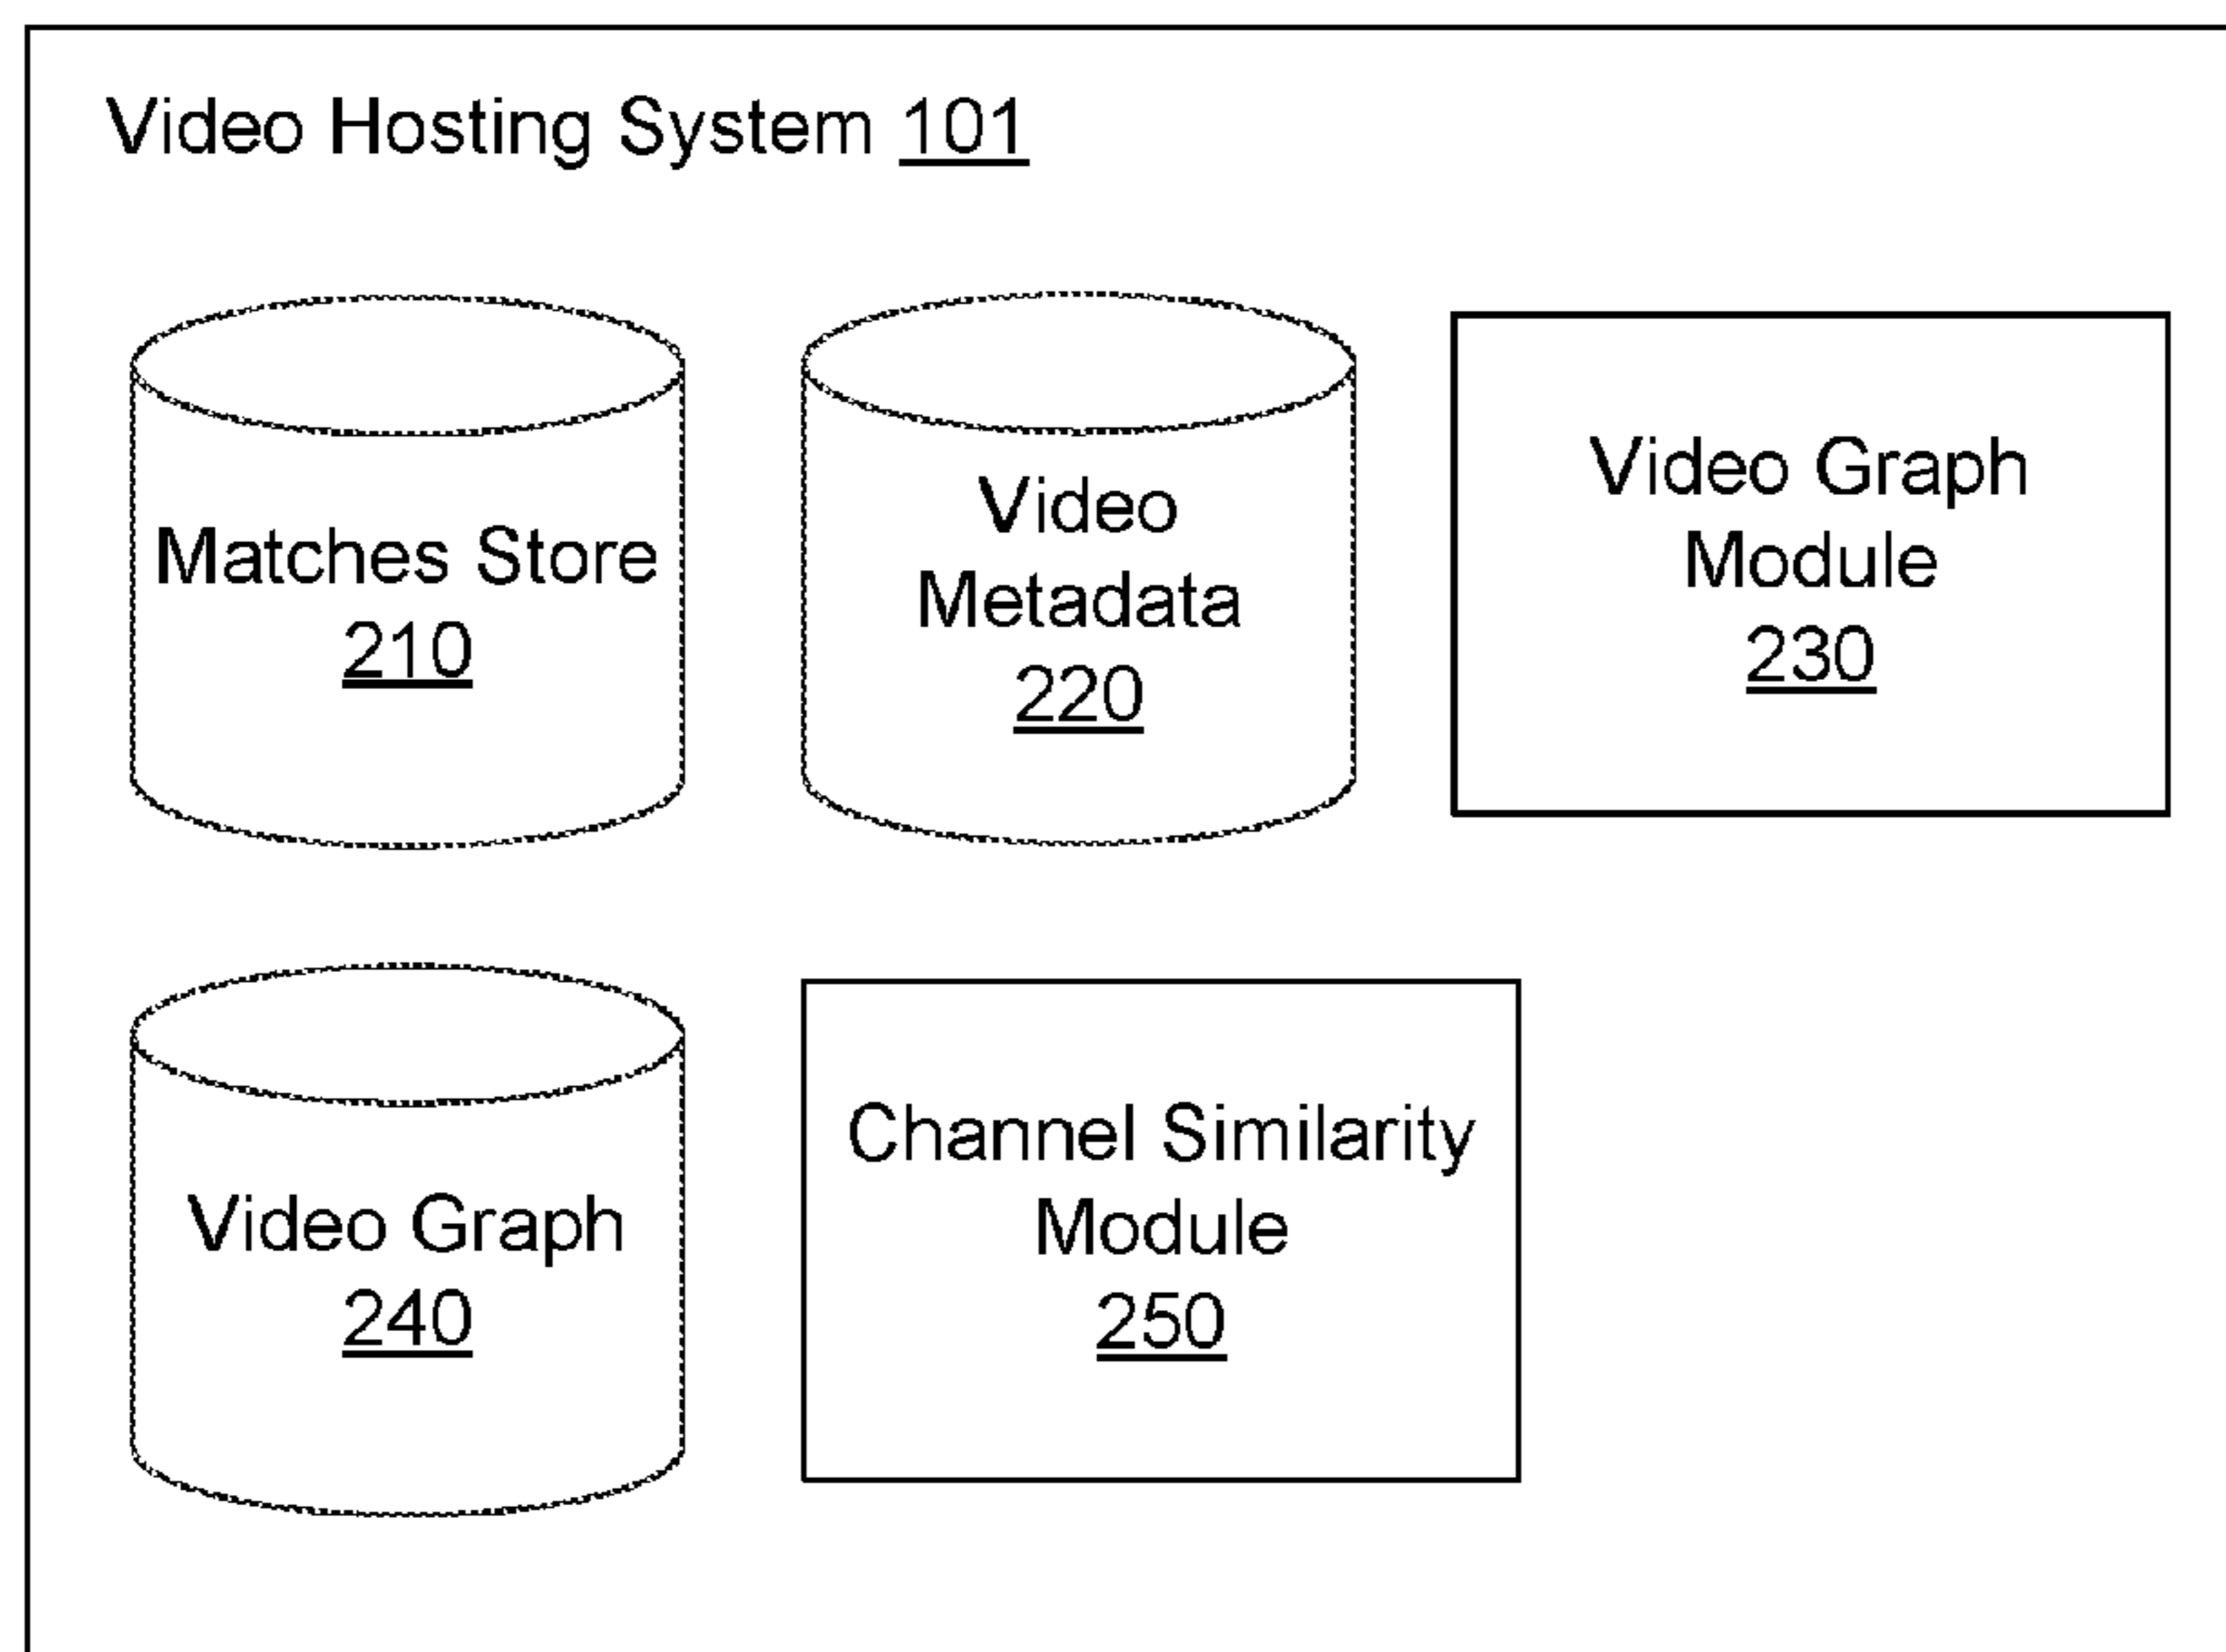 Video Hosting System 101
Matches Store
210
Video
Metadata
220
Video Graph
Module
230
Video Graph
240
Channel Similarity
Module
250